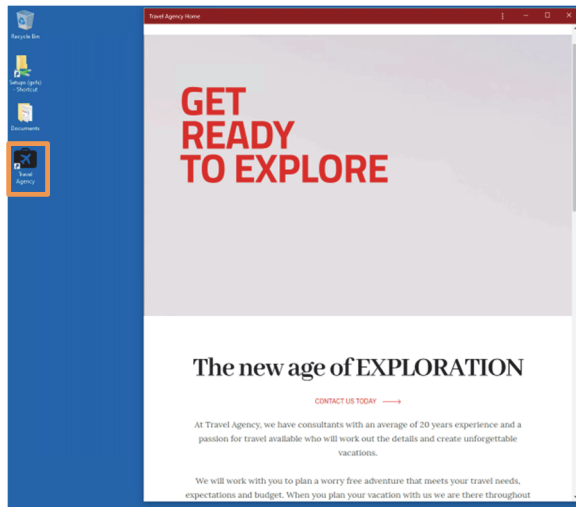 Recycle Bin
- Shortcut
Documents
Travel
Agency
Travel Agency Home
GET
READY
TO EXPLORE
The new age of EXPLORATION
CONTACT US TODAY
At Travel Agency, we have consultants with an average of 20 years experience and a
passion for travel available who will work out the details and create unforgettable
vacations.
We will work with you to plan a worry free adventure that meets your travel needs,
expectations and budget. When you plan your vacation with us we are there throughout